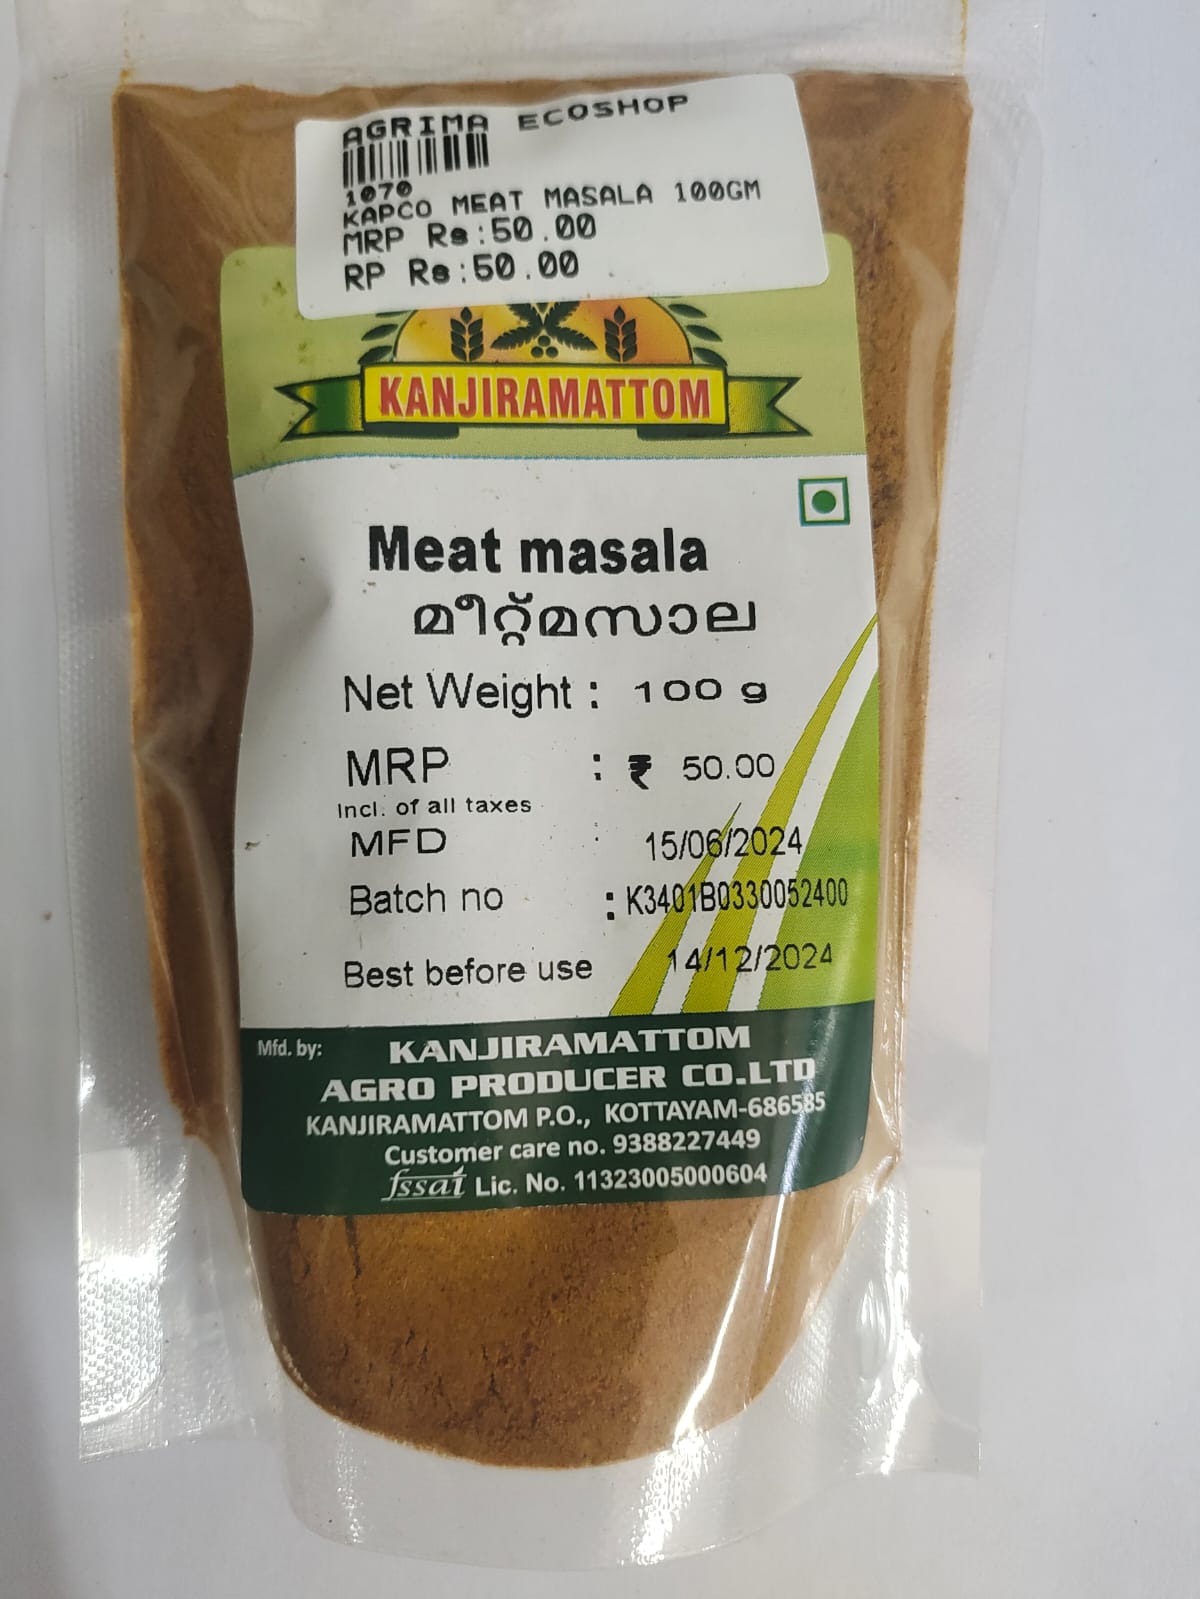 AGRIMA ECOSHOP
1070
KAPCO MEAT MASALA 100GM
MRP Rs:50.00
RP Rs:50.00
KANJIRAMATTOM
Meat masala
മീറ്റ്മസാല
Net Weight : 100 g
MRP : ₹ 50.00
Incl. of all taxes
MFD : 15/06/2024
Batch no : K3401B0330052400
Best before use 14/12/2024
Mfd. by: KANJIRAMATTOM
AGRO PRODUCER CO.LTD
KANJIRAMATTOM P.O., KOTTAYAM-686585
Customer care no. 9388227449
fssai Lic. No. 11323005000604